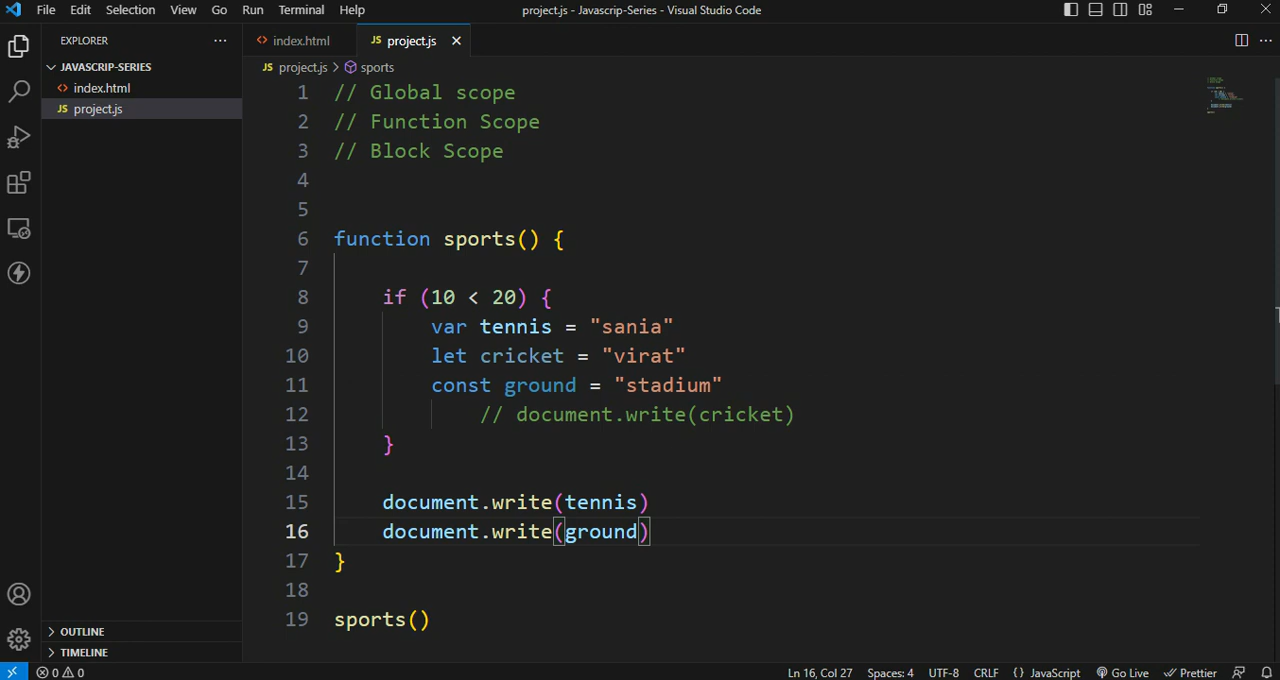 File Edit Selection View Go Run Terminal Help
project.js - Javascrip-Series - Visual Studio Code
EXPLORER
JAVASCRIP-SERIES
index.html
JS project.js
OUTLINE
TIMELINE
index.html
JS project.js
JS project.js > sports
1 // Global scope
2 // Function Scope
3 // Block Scope
4
5
6 function sports() {
7
8 if (10 < 20) {
9 var tennis = "sania"
10 let cricket = "virat"
11 const ground = "stadium"
12 // document.write(cricket)
13 }
14
15 document.write(tennis)
16 document.write(ground)
17 }
18
19 sports()
0 0
Ln 16, Col 27 Spaces: 4 UTF-8 CRLF {} JavaScript Go Live Prettier